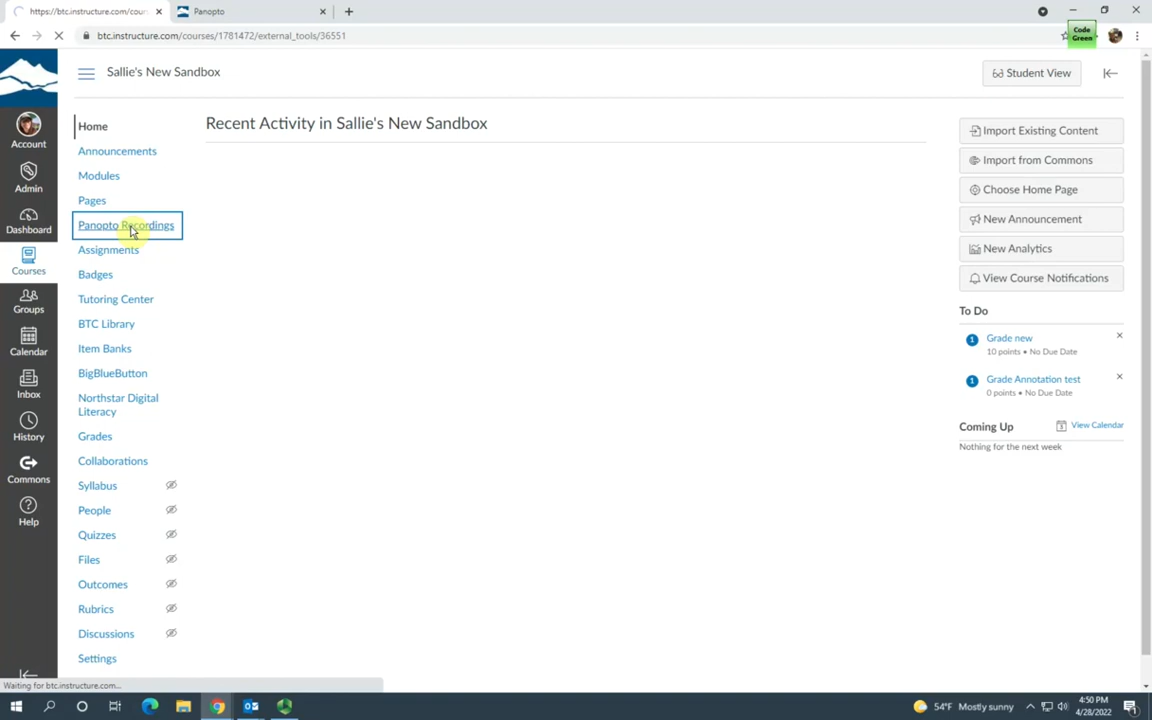 https://btc.instructure.com/cour
Panopto
btc.instructure.com/courses/1781472/external_tools/36551
Code
Green
Sallie's New Sandbox
Student View
Home
Recent Activity in Sallie's New Sandbox
Account
Admin
Dashboard
Courses
Groups
Calendar
Inbox
History
Commons
Help
Announcements
Modules
Pages
Panopto Recordings
Assignments
Badges
Tutoring Center
BTC Library
Item Banks
BigBlueButton
Northstar Digital
Literacy
Grades
Collaborations
Syllabus
People
Quizzes
Files
Outcomes
Rubrics
Discussions
Settings
Import Existing Content
Import from Commons
Choose Home Page
New Announcement
New Analytics
View Course Notifications
To Do
1 Grade new
10 points • No Due Date
1 Grade Annotation test
0 points • No Due Date
Coming Up
View Calendar
Nothing for the next week
Waiting for btc.instructure.com...
54°F Mostly sunny
4:50 PM
4/28/2022